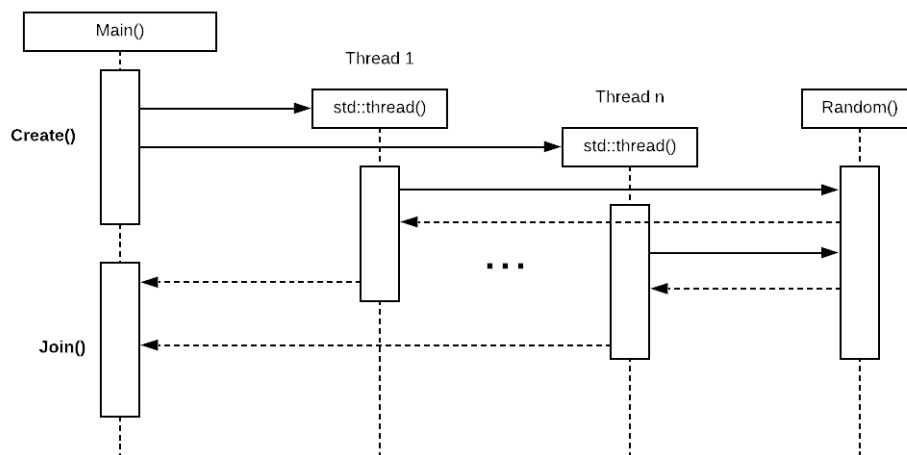 Main()
Thread 1
Thread n
std::thread()
Random()
Create()
std::thread()
...
Join()